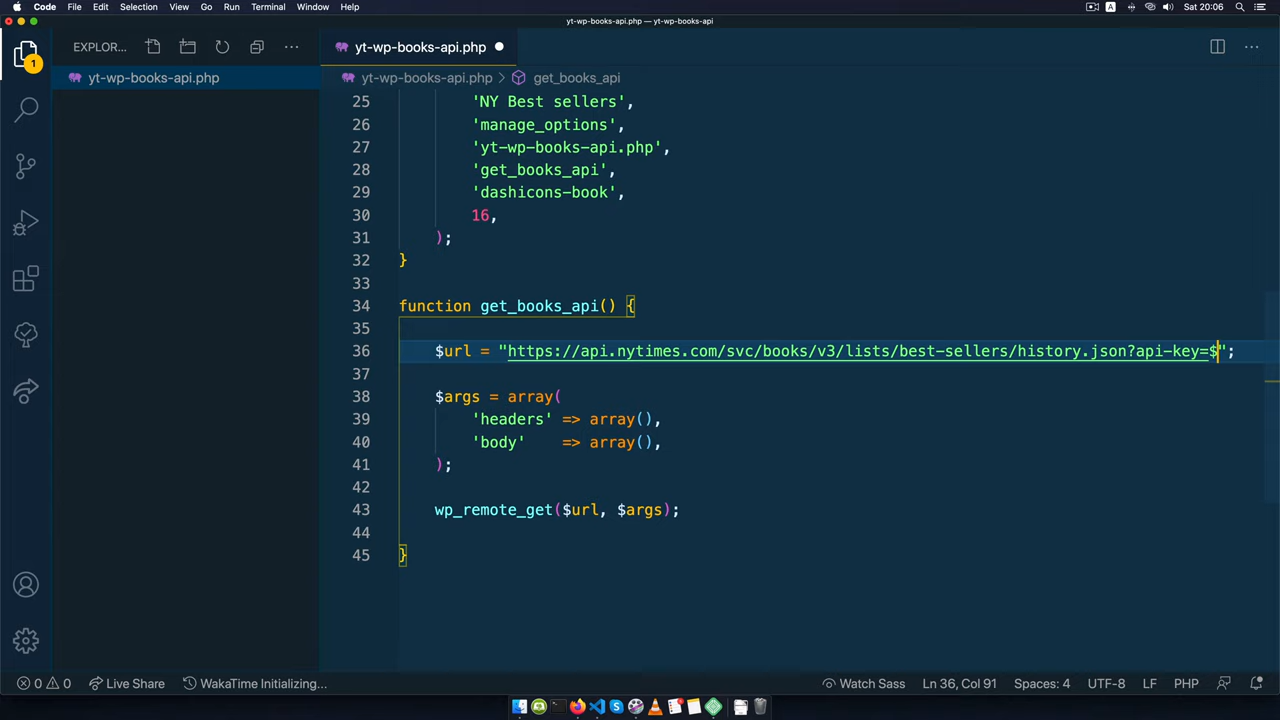 Code File Edit Selection View Go Run Terminal Window Help A Sat 20:06
yt-wp-books-api.php — yt-wp-books-api
EXPLOR...
yt-wp-books-api.php
1
yt-wp-books-api.php
yt-wp-books-api.php > get_books_api
25 'NY Best sellers',
26 'manage_options',
27 'yt-wp-books-api.php',
28 'get_books_api',
29 'dashicons-book',
30 16,
31 );
32 }
33
34 function get_books_api() {
35
36 $url = "https://api.nytimes.com/svc/books/v3/lists/best-sellers/history.json?api-key=$";
37
38 $args = array(
39 'headers' => array(),
40 'body' => array(),
41 );
42
43 wp_remote_get($url, $args);
44
45 }
0 0 Live Share WakaTime Initializing... Watch Sass Ln 36, Col 91 Spaces: 4 UTF-8 LF PHP